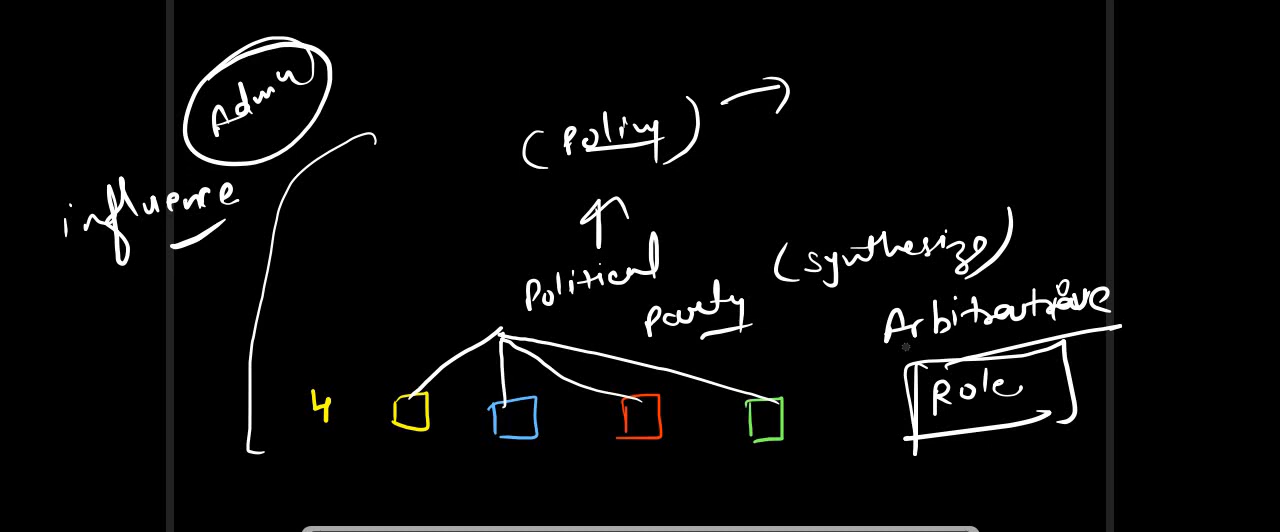 Admn
(Policy) →
influence
Political
Party
(synthesize)
Arbitrative
Role
4